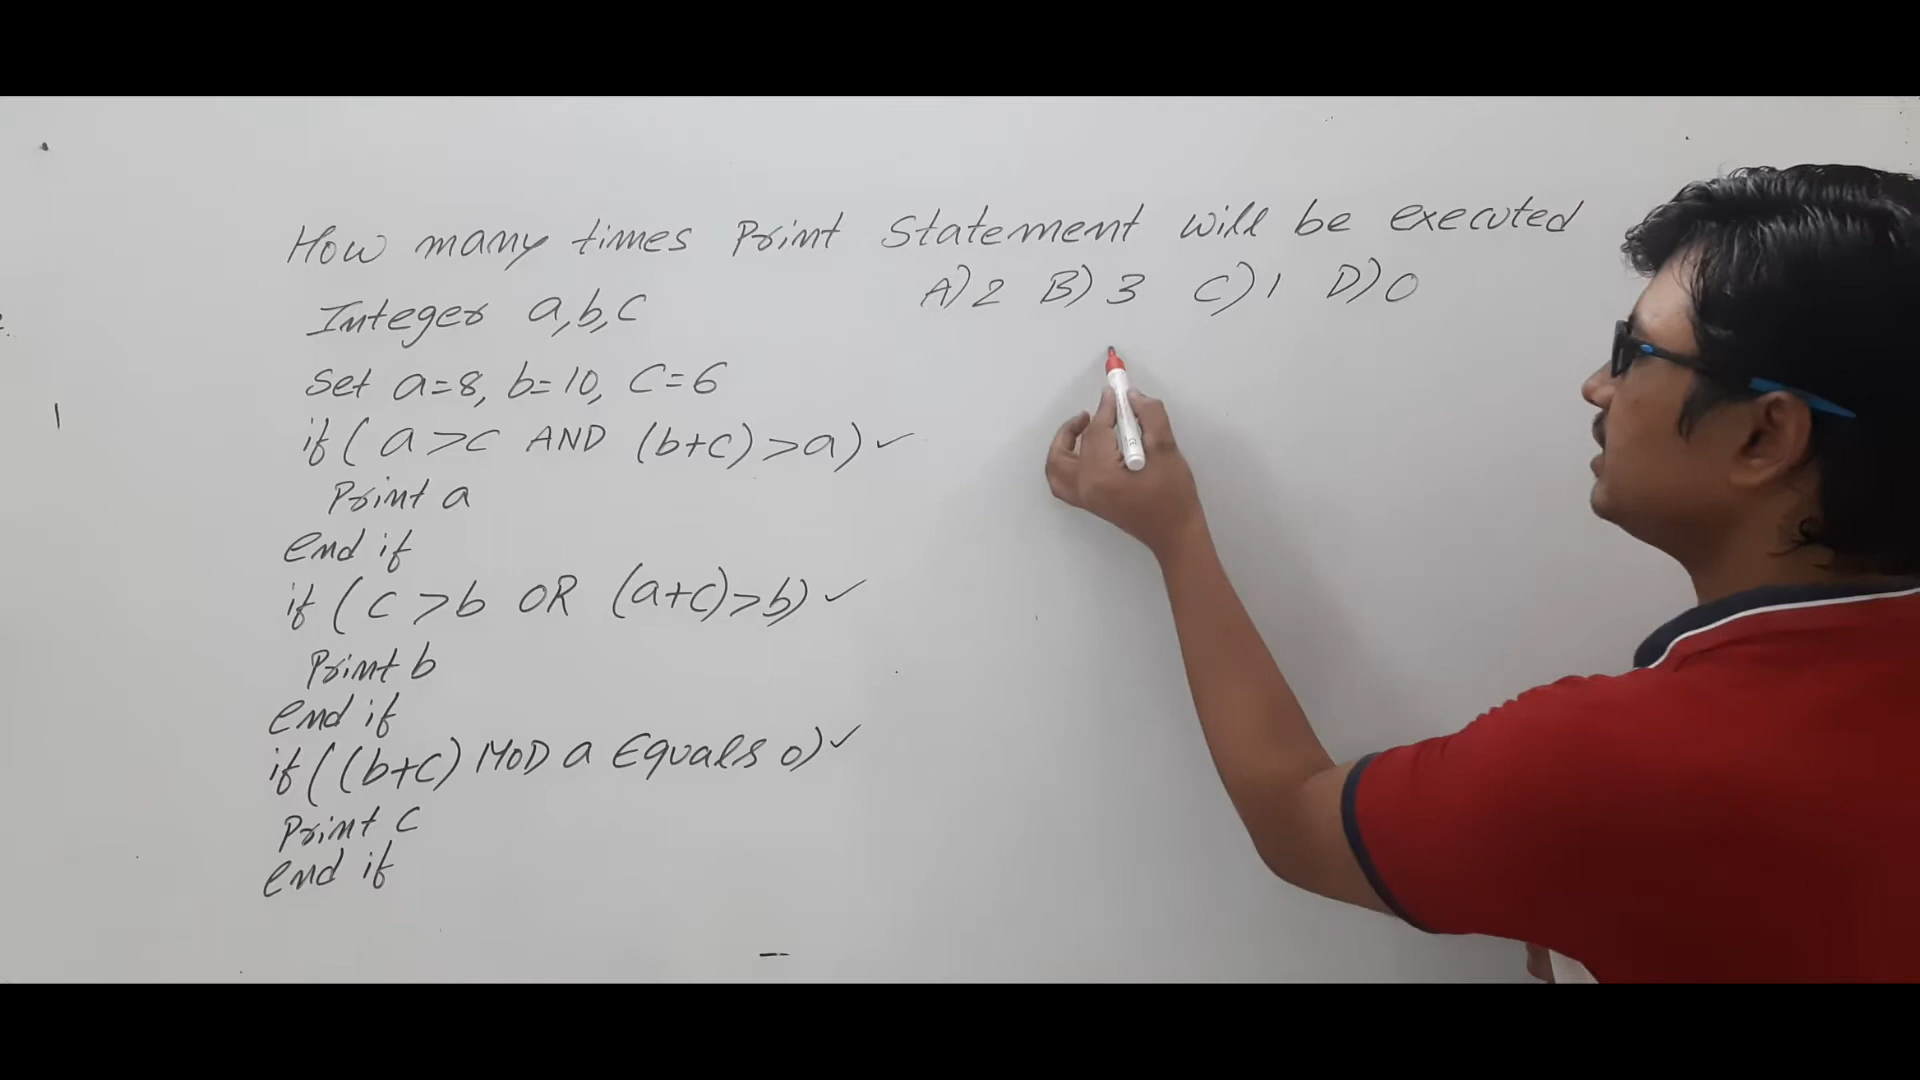 How many times Print Statement will be executed
A) 2 B) 3 C) 1 D) 0
Integer a,b,c
Set a=8, b=10, C=6
if ( a >c AND (b+c) >a) ✓
Print a
end if
if ( c >b OR (a+c)>b) ✓
Print b
end if
if ((b+c) MOD a Equals 0) ✓
Print c
end if